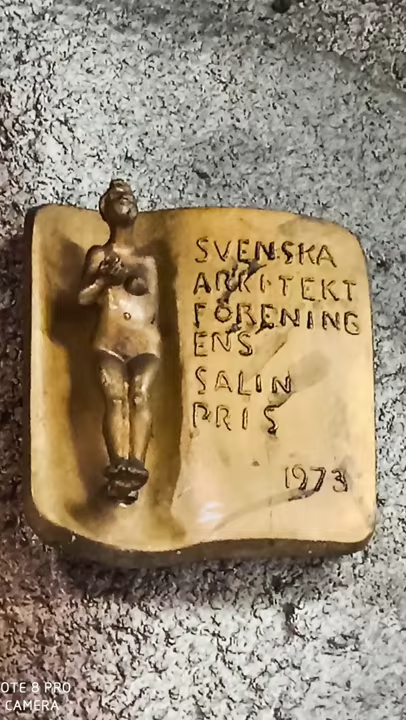 SVENSKA
ARKITEKT
FÖRENING
ENS
SALIN
PRIS
1973
OTE 8 PRO
CAMERA